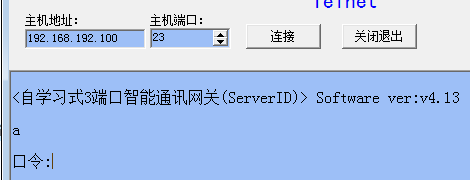 Telnet
主机地址: 主机端口:
192.168.192.100 23 连接 关闭退出
<自学习式3端口智能通讯网关(ServerID)> Software ver:v4.13
a
口令: